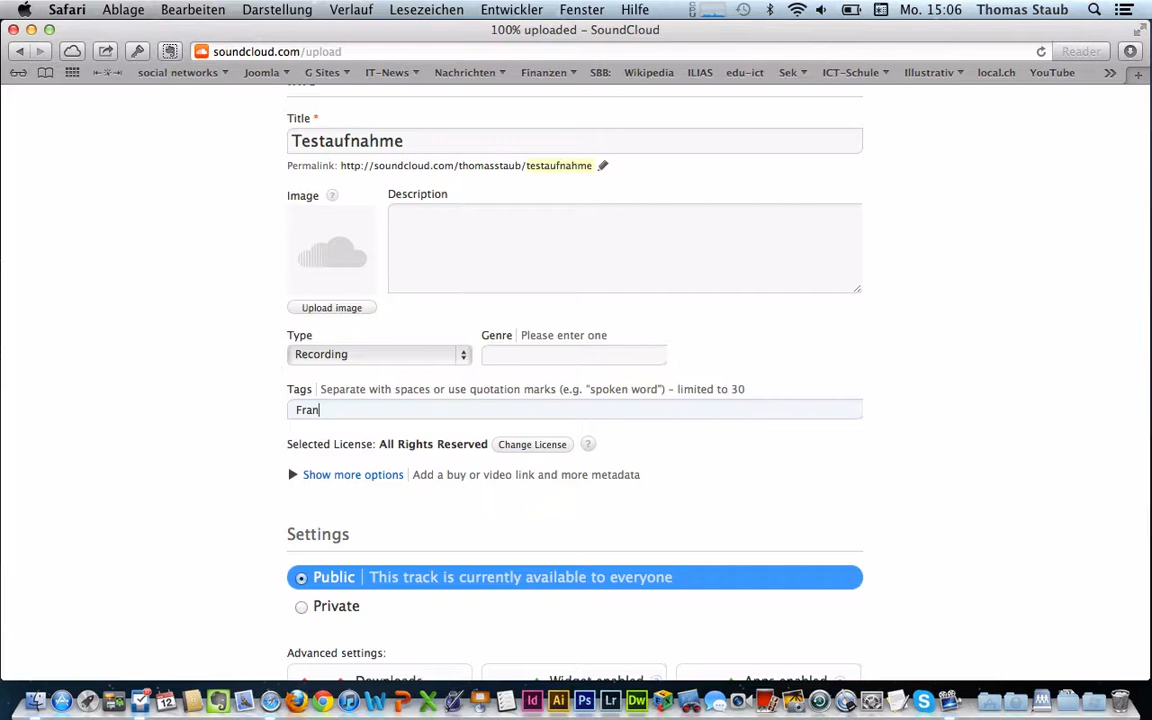 Safari Ablage Bearbeiten Darstellung Verlauf Lesezeichen Entwickler Fenster Hilfe Mo. 15:06 Thomas Staub
100% uploaded – SoundCloud
soundcloud.com/upload Reader
social networks Joomla G Sites IT-News Nachrichten Finanzen SBB: Wikipedia ILIAS edu-ict Sek ICT-Schule Illustrativ local.ch YouTube
Title *
Testaufnahme
Permalink: http://soundcloud.com/thomasstaub/testaufnahme
Image ? Description
Upload image
Type Genre Please enter one
Recording
Tags Separate with spaces or use quotation marks (e.g. "spoken word") – limited to 30
Fran
Selected License: All Rights Reserved Change License ?
Show more options Add a buy or video link and more metadata
Settings
Public This track is currently available to everyone
Private
Advanced settings:
Downloads Widget enabled Apps enabled